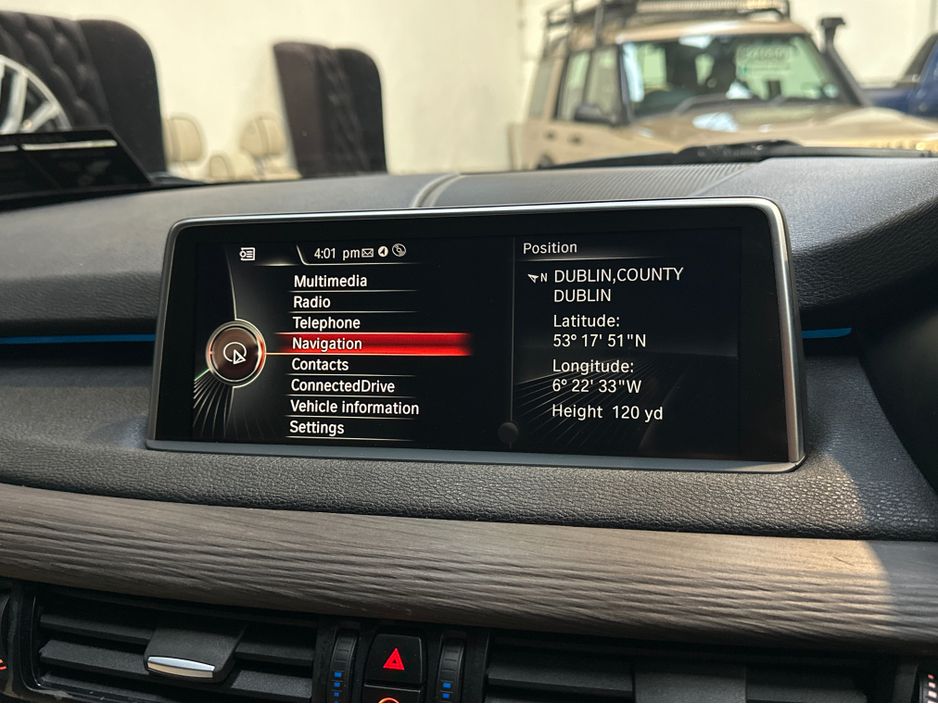 4:01 pm
Multimedia
Radio
Telephone
Navigation
Contacts
ConnectedDrive
Vehicle information
Settings
Position
N DUBLIN,COUNTY
DUBLIN
Latitude:
53° 17' 51"N
Longitude:
6° 22' 33"W
Height 120 yd